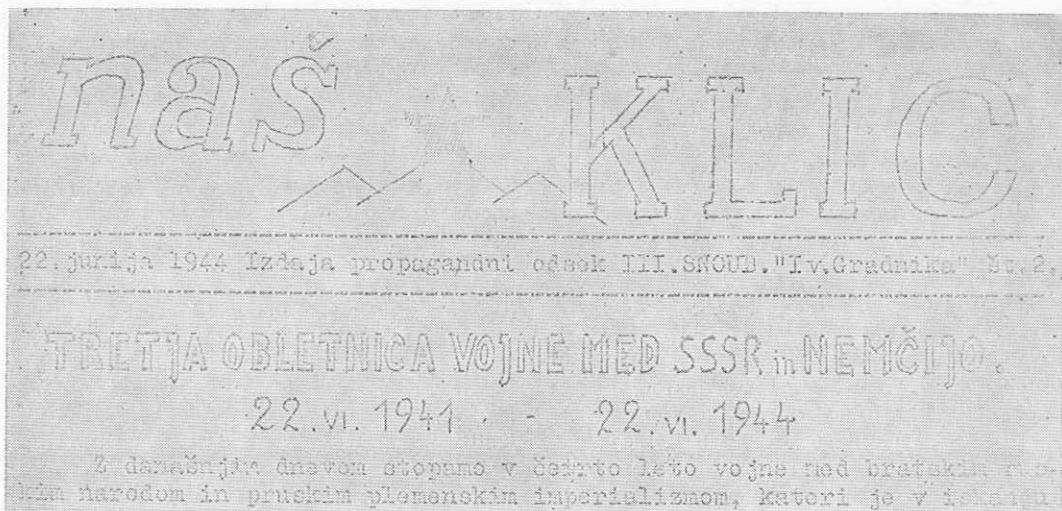 naš KLIC
22. junija 1944 Izdaja propagandni odsek III.SNOUB."Iv.Gradnika" Št.2.
TRETJA OBLETNICA VOJNE MED SSSR in NEMČIJO.
22.VI. 1941. - 22.VI. 1944
Z današnjim dnevom stopamo v četrto leto vojne med bratskim
kim narodom in pruskim plemenskim imperializmom, kateri je v